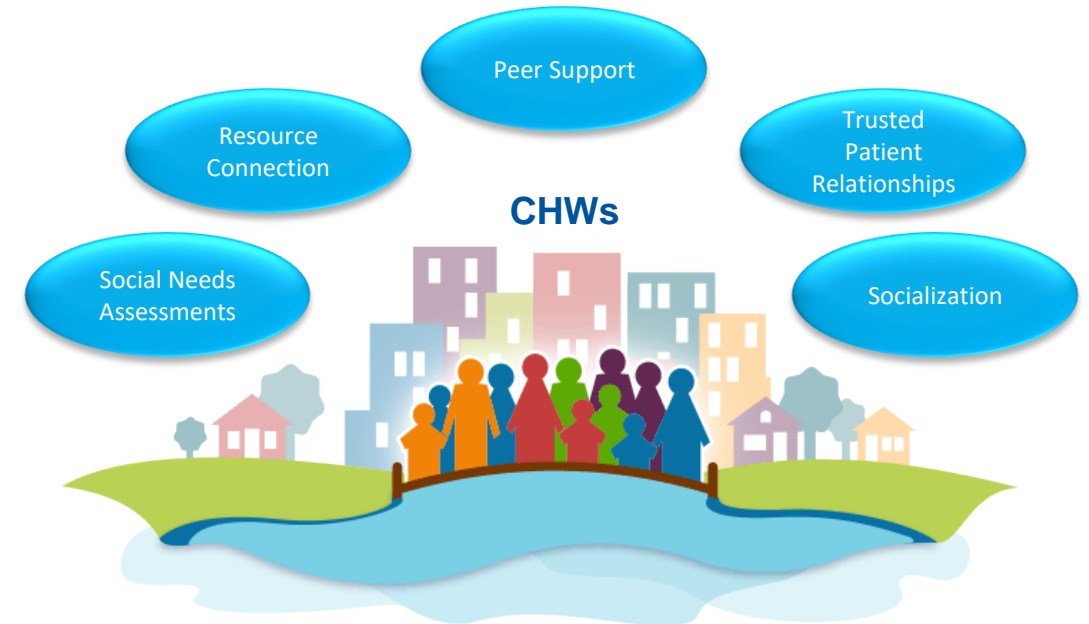 Peer Support
Resource
Connection
Trusted
Patient
Relationships
CHWs
Social Needs
Assessments
Socialization